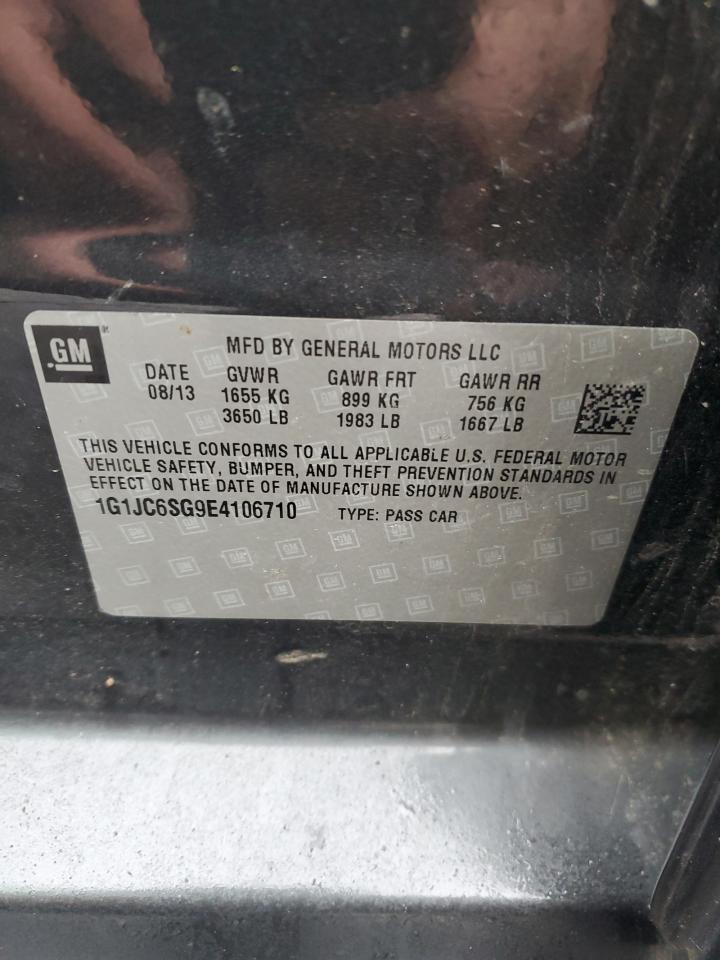 GM
MFD BY GENERAL MOTORS LLC
DATE GVWR GAWR FRT GAWR RR
08/13 1655 KG 899 KG 756 KG
3650 LB 1983 LB 1667 LB
THIS VEHICLE CONFORMS TO ALL APPLICABLE U.S. FEDERAL MOTOR
VEHICLE SAFETY, BUMPER, AND THEFT PREVENTION STANDARDS IN
EFFECT ON THE DATE OF MANUFACTURE SHOWN ABOVE.
1G1JC6SG9E4106710 TYPE: PASS CAR